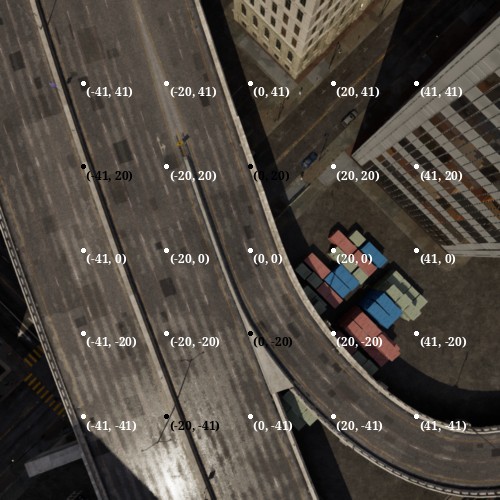 (-41, 41) (-20, 41) (0, 41) (20, 41) (41, 41)
(-41, 20) (-20, 20) (0, 20) (20, 20) (41, 20)
(-41, 0) (-20, 0) (0, 0) (20, 0) (41, 0)
(-41, -20) (-20, -20) (0, -20) (20, -20) (41, -20)
(-41, -41) (-20, -41) (0, -41) (20, -41) (41, -41)